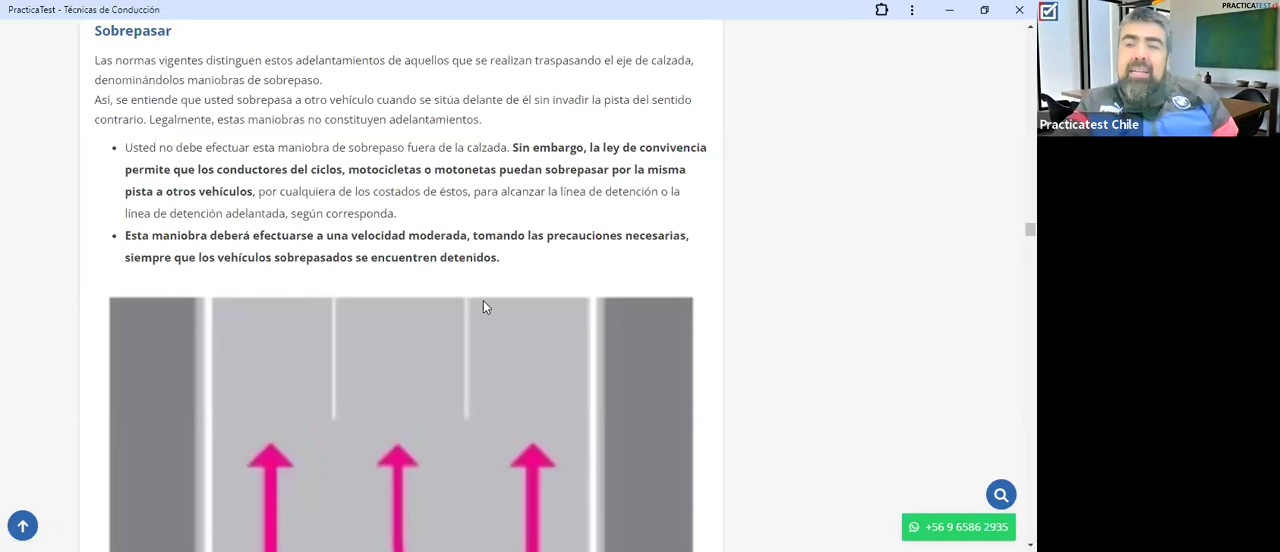 PracticaTest - Técnicas de Conducción
Sobrepasar
Las normas vigentes distinguen estos adelantamientos de aquellos que se realizan traspasando el eje de calzada,
denominándolos maniobras de sobrepaso.
Así, se entiende que usted sobrepasa a otro vehículo cuando se sitúa delante de él sin invadir la pista del sentido
contrario. Legalmente, estas maniobras no constituyen adelantamientos.
• Usted no debe efectuar esta maniobra de sobrepaso fuera de la calzada. Sin embargo, la ley de convivencia
permite que los conductores del ciclos, motocicletas o motonetas puedan sobrepasar por la misma
pista a otros vehículos, por cualquiera de los costados de éstos, para alcanzar la línea de detención o la
línea de detención adelantada, según corresponda.
• Esta maniobra deberá efectuarse a una velocidad moderada, tomando las precauciones necesarias,
siempre que los vehículos sobrepasados se encuentren detenidos.
+56 9 6586 2935
PRACTICATEST
PUMA
Practicatest Chile